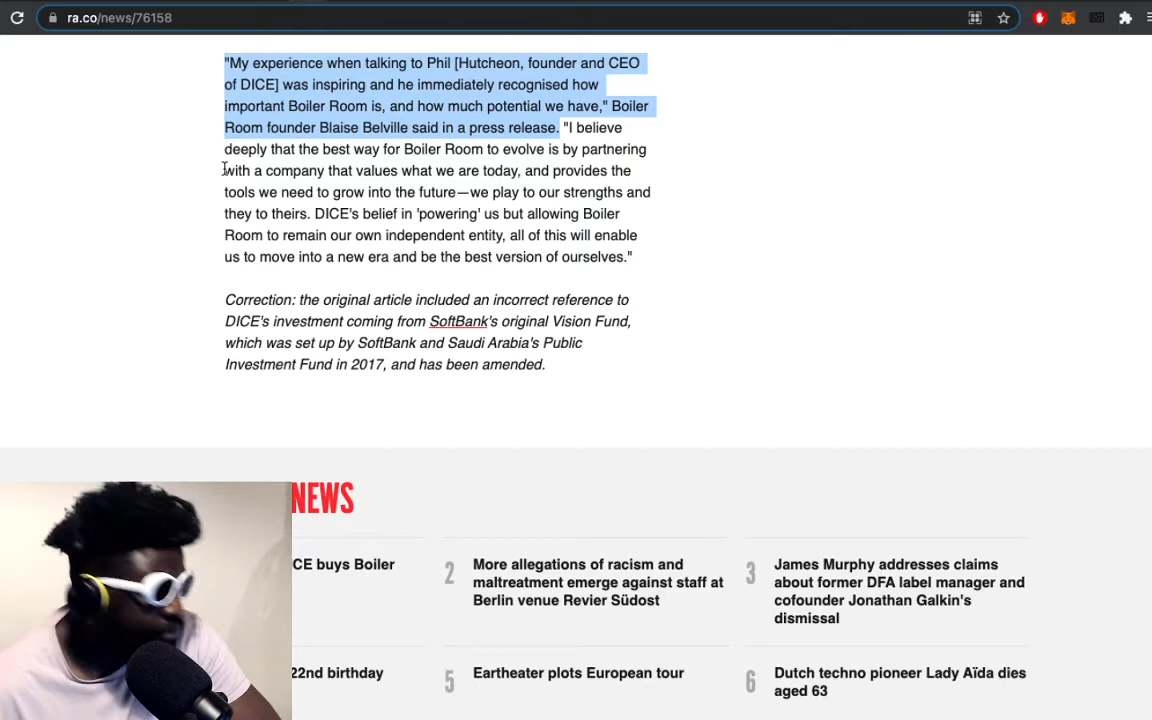 ra.co/news/76158
"My experience when talking to Phil [Hutcheon, founder and CEO
of DICE] was inspiring and he immediately recognised how
important Boiler Room is, and how much potential we have," Boiler
Room founder Blaise Belville said in a press release. "I believe
deeply that the best way for Boiler Room to evolve is by partnering
with a company that values what we are today, and provides the
tools we need to grow into the future—we play to our strengths and
they to theirs. DICE's belief in 'powering' us but allowing Boiler
Room to remain our own independent entity, all of this will enable
us to move into a new era and be the best version of ourselves."
Correction: the original article included an incorrect reference to
DICE's investment coming from SoftBank's original Vision Fund,
which was set up by SoftBank and Saudi Arabia's Public
Investment Fund in 2017, and has been amended.
NEWS
CE buys Boiler
2 More allegations of racism and
maltreatment emerge against staff at
Berlin venue Revier Südost
3 James Murphy addresses claims
about former DFA label manager and
cofounder Jonathan Galkin's
dismissal
22nd birthday
5 Eartheater plots European tour
6 Dutch techno pioneer Lady Aïda dies
aged 63